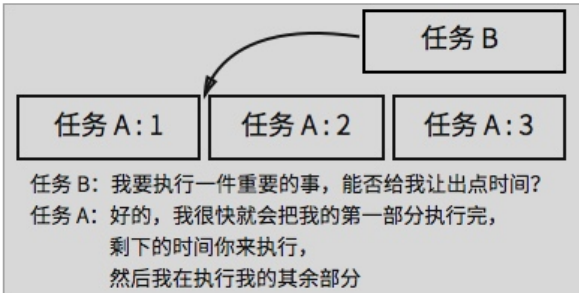 任务 B
任务 A : 1
任务 A : 2
任务 A : 3
任务 B：我要执行一件重要的事，能否给我让出点时间？
任务 A：好的，我很快就会把我的第一部分执行完，
剩下的时间你来执行，
然后我在执行我的其余部分